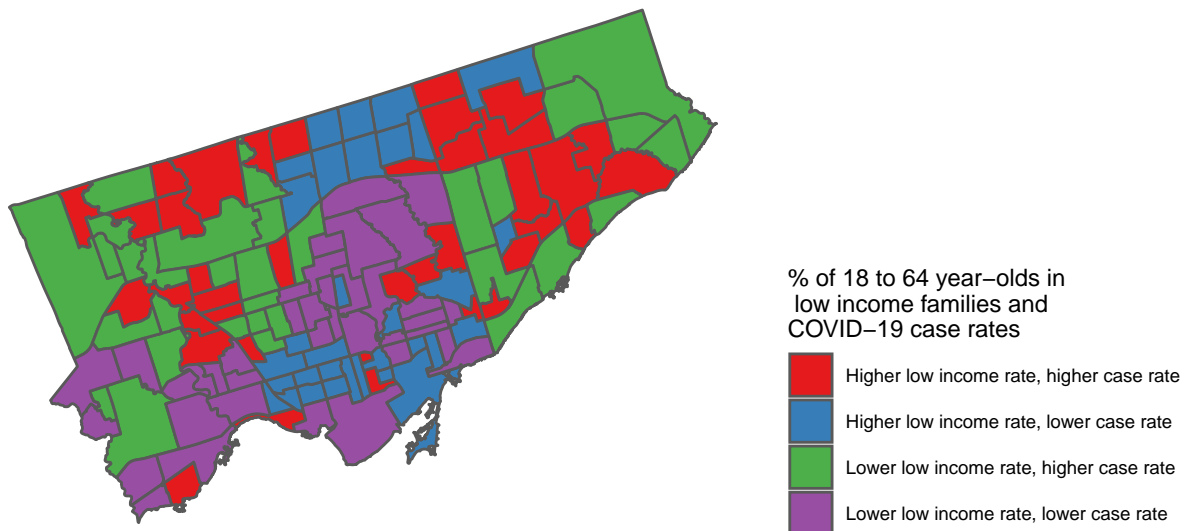 % of 18 to 64 year−olds in
low income families and
COVID−19 case rates
Higher low income rate, higher case rate
Higher low income rate, lower case rate
Lower low income rate, higher case rate
Lower low income rate, lower case rate